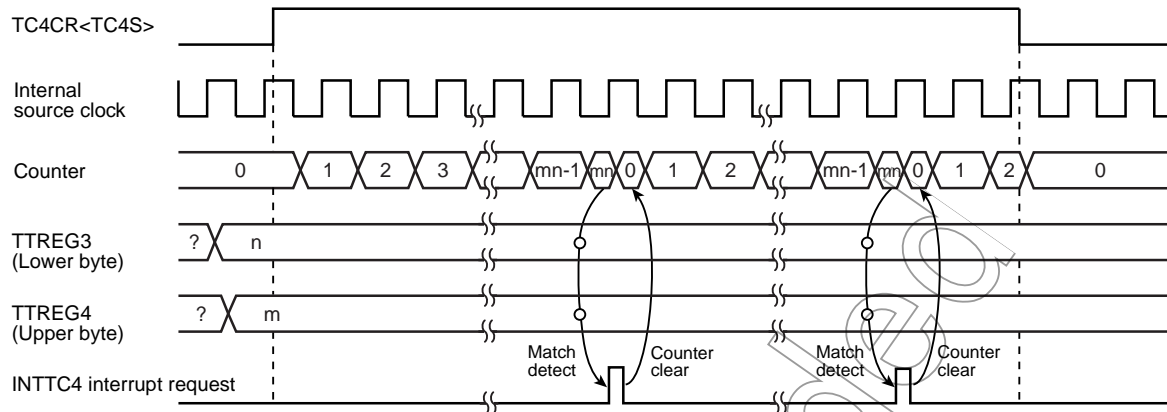 TC4CR<TC4S>
Internal
source clock
Counter
0 1 2 3 mn-1 mn 0 1 2 mn-1 mn 0 1 2 0
TTREG3
(Lower byte)
? n
TTREG4
(Upper byte)
? m
Match
detect
Counter
clear
Match
detect
Counter
clear
INTTC4 interrupt request